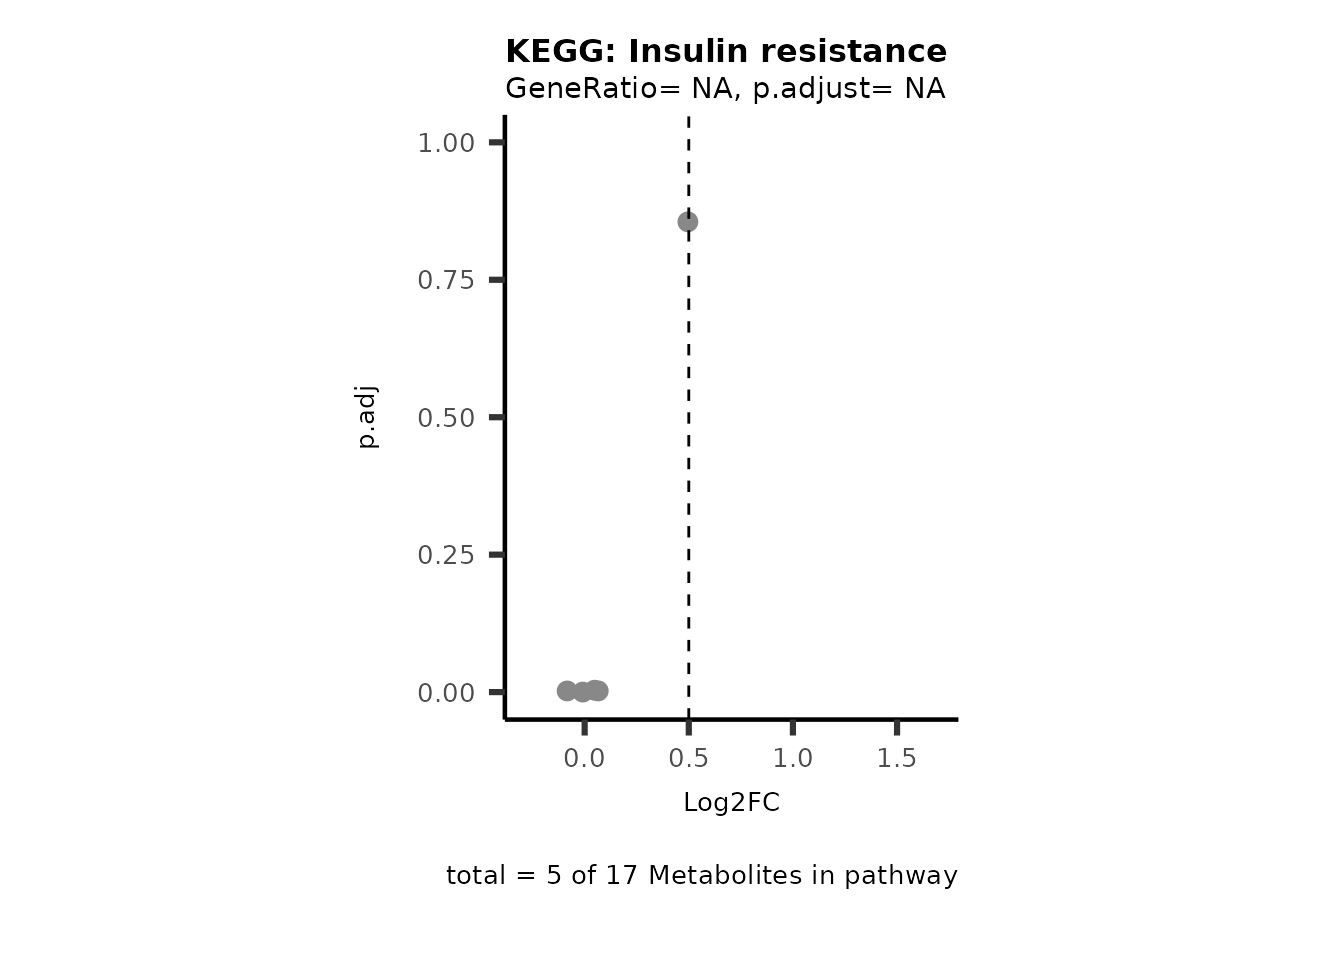 KEGG: Insulin resistance
GeneRatio= NA, p.adjust= NA
1.00
0.75
0.50
0.25
0.00
p.adj
0.0 0.5 1.0 1.5
Log2FC
total = 5 of 17 Metabolites in pathway